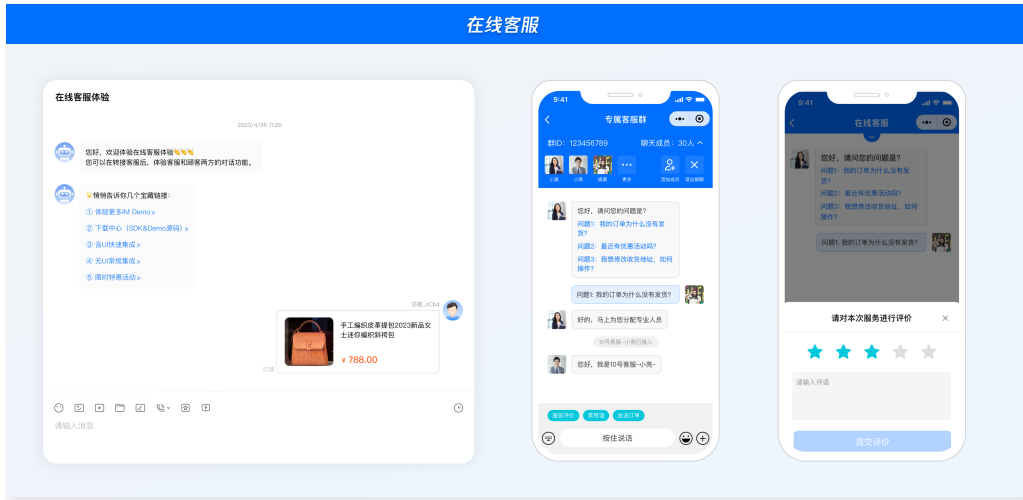 在线客服
在线客服体验
2023/4/26 11:25
您好，欢迎体验在线客服体验👏👏👏
您可以在转接客服后，体验客服和顾客两方的对话功能。
👇悄悄告诉你几个宝藏链接：
① 体验更多IM Demo »
② 下载中心（SDK&Demo源码）»
③ 含UI快速集成 »
④ 无UI常规集成 »
⑤ 限时特惠活动 »
手工编织皮革提包2023新品女
士迷你编织斜挎包
¥ 788.00
已读
请输入消息
9:41
专属客服群
群ID：123456789
聊天成员：30人
小亮
更多
添加成员
退出群聊
您好，请问您的问题是?
问题1：我的订单为什么没有发
货?
问题2：最近有优惠活动吗?
问题3：我想修改收货地址，如何
操作?
问题1: 我的订单为什么没有发货?
好的，马上为您分配专业人员
10号客服~小亮已接入
您好，我是10号客服~小亮~
服务评价
常用语
发送订单
按住说话
9:41
在线客服
您好，请问您的问题是?
问题1：我的订单为什么没有发
货?
问题2：最近有优惠活动吗?
问题3：我想修改收货地址，如何
操作?
问题1: 我的订单为什么没有发货?
请对本次服务进行评价
请输入评语
提交评价